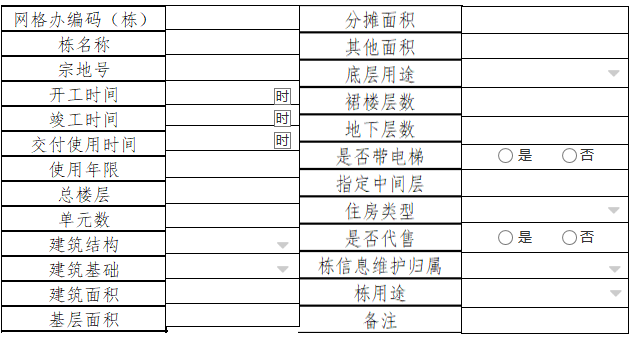 网格办编码（栋）
栋名称
宗地号
开工时间 时
竣工时间 时
交付使用时间 时
使用年限
总楼层
单元数
建筑结构
建筑基础
建筑面积
基层面积
分摊面积
其他面积
底层用途
裙楼层数
地下层数
是否带电梯 是 否
指定中间层
住房类型
是否代售 是 否
栋信息维护归属
栋用途
备注